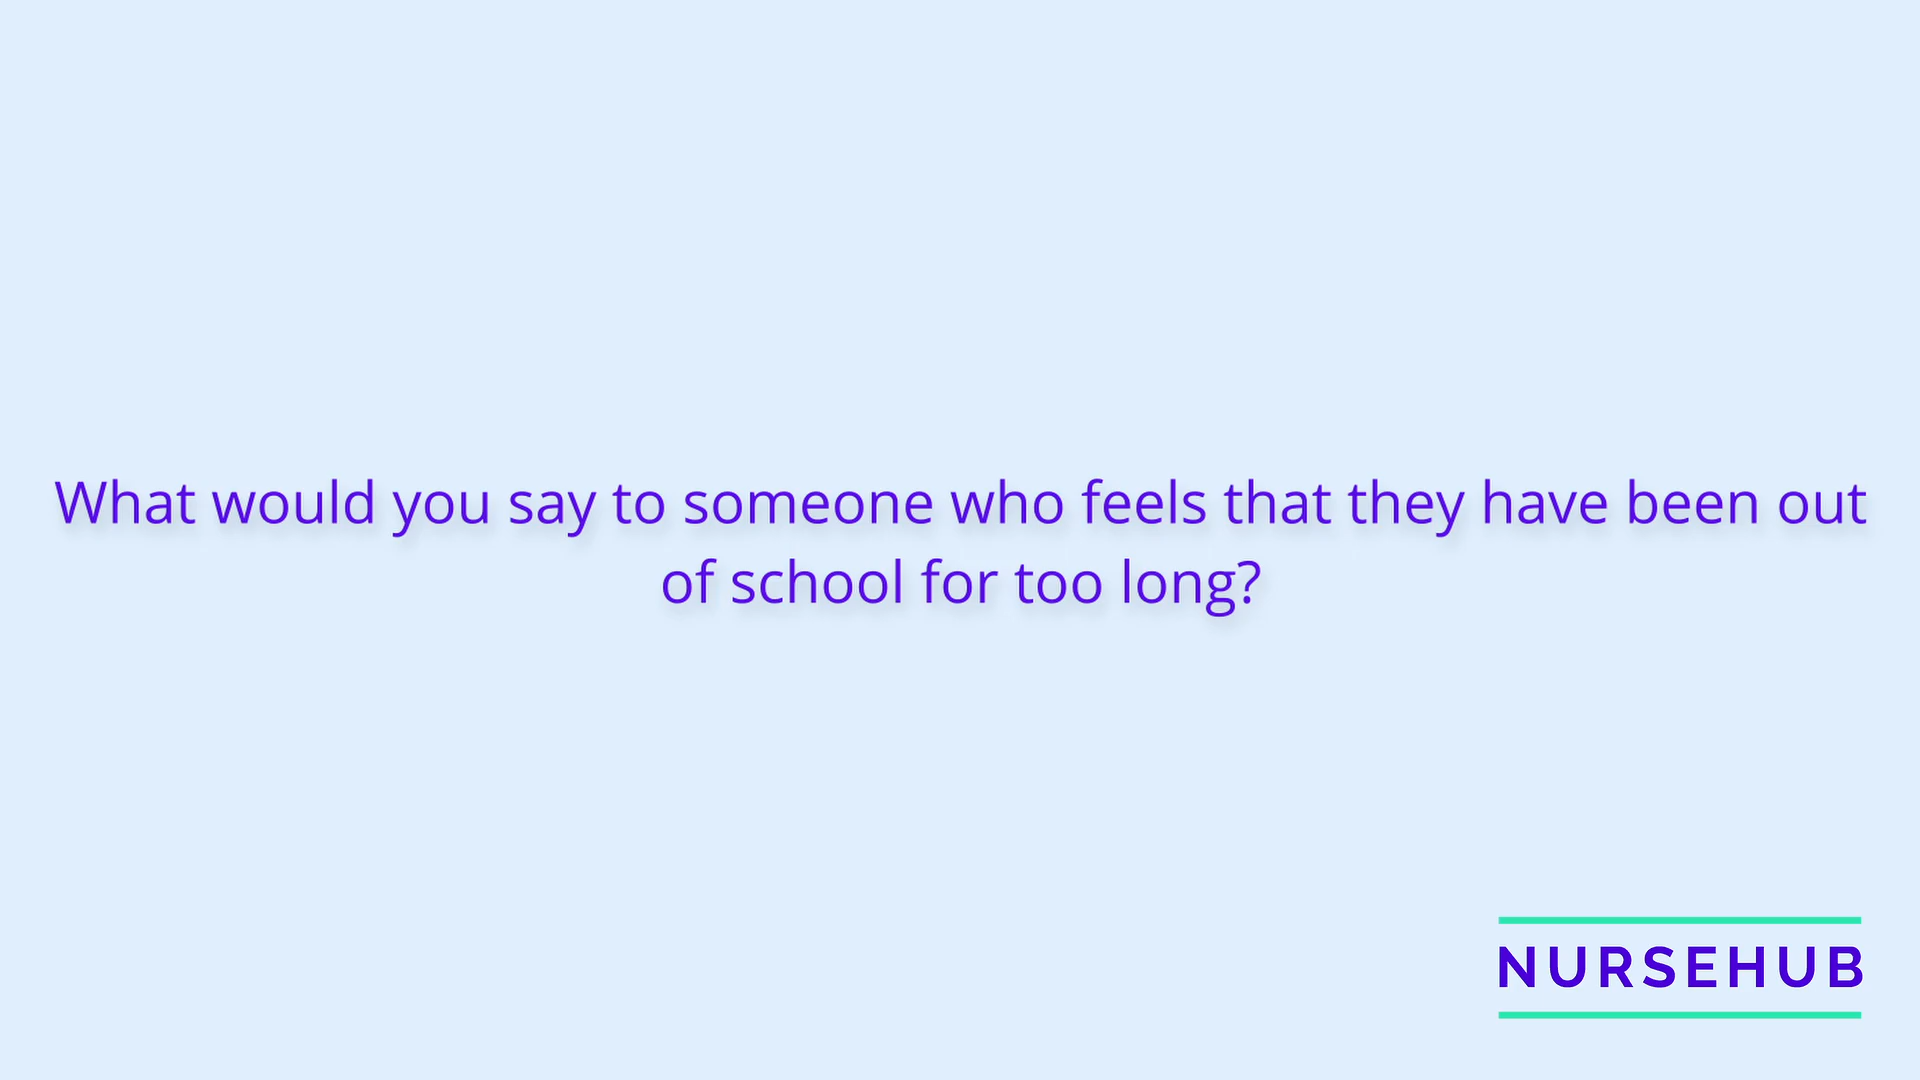 What would you say to someone who feels that they have been out
of school for too long?
NURSEHUB